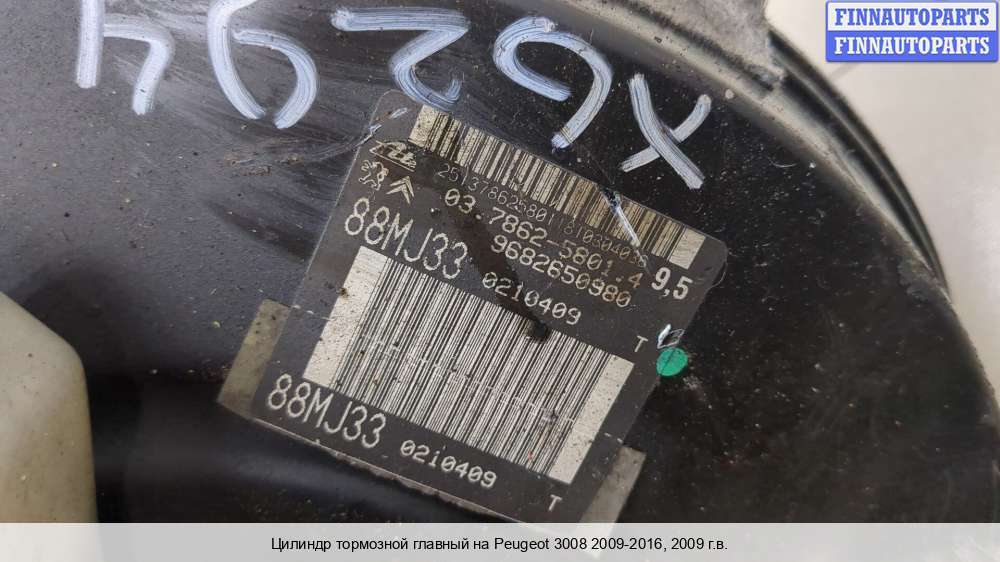 FINNAUTOPARTS
FINNAUTOPARTS
Ate
03.7862-5801.4
9682650980
9,5
88MJ33 0210409
T
88MJ33 0210409
T
Цилиндр тормозной главный на Peugeot 3008 2009-2016, 2009 г.в.